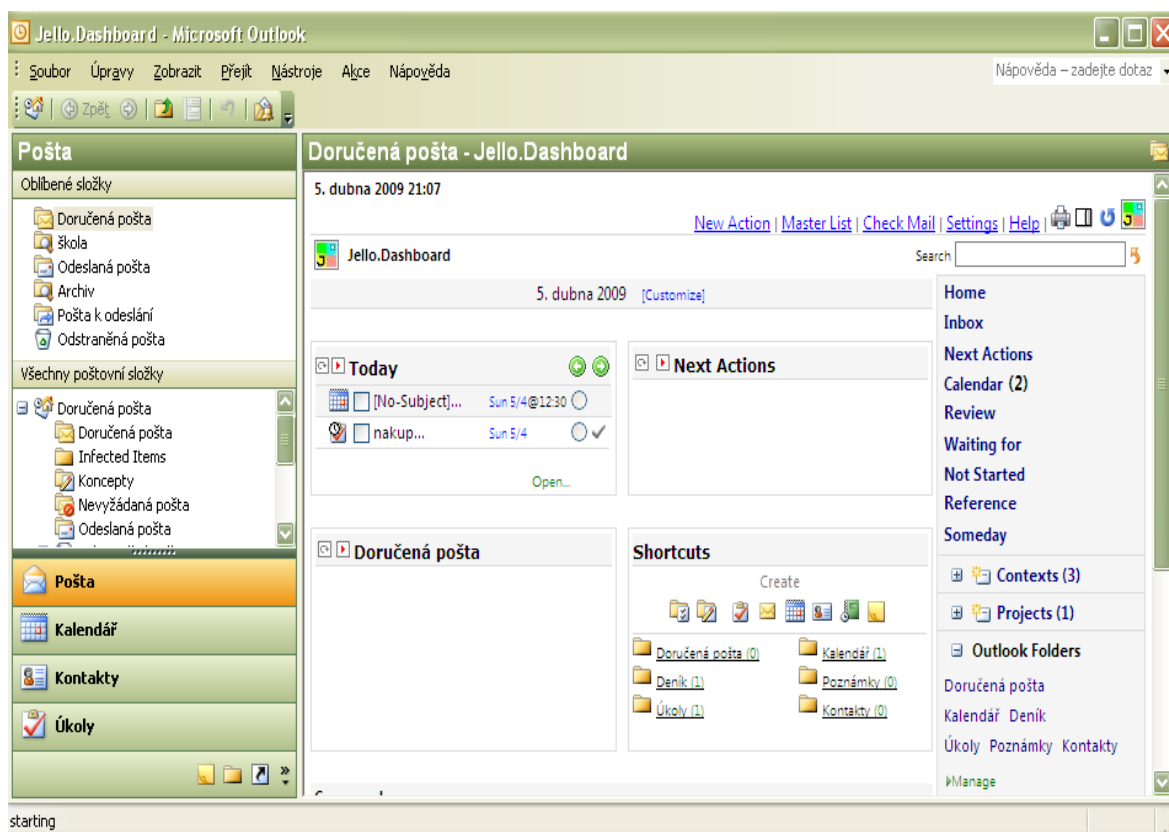 Jello.Dashboard - Microsoft Outlook
Soubor Úpravy Zobrazit Přejít Nástroje Akce Nápověda
Nápověda – zadejte dotaz
Zpět
Pošta
Oblíbené složky
Doručená pošta
škola
Odeslaná pošta
Archiv
Pošta k odeslání
Odstraněná pošta
Všechny poštovní složky
Doručená pošta
Doručená pošta
Infected Items
Koncepty
Nevyžádaná pošta
Odeslaná pošta
Pošta
Kalendář
Kontakty
Úkoly
Doručená pošta - Jello.Dashboard
5. dubna 2009 21:07
New Action | Master List | Check Mail | Settings | Help |
Jello.Dashboard
Search
5. dubna 2009 [Customize]
Today
[No-Subject]... Sun 5/4@12:30
nakup... Sun 5/4
Open...
Next Actions
Doručená pošta
Shortcuts
Create
Doručená pošta (0) Kalendář (1)
Deník (1) Poznámky (0)
Úkoly (1) Kontakty (0)
Home
Inbox
Next Actions
Calendar (2)
Review
Waiting for
Not Started
Reference
Someday
Contexts (3)
Projects (1)
Outlook Folders
Doručená pošta
Kalendář Deník
Úkoly Poznámky Kontakty
Manage
starting